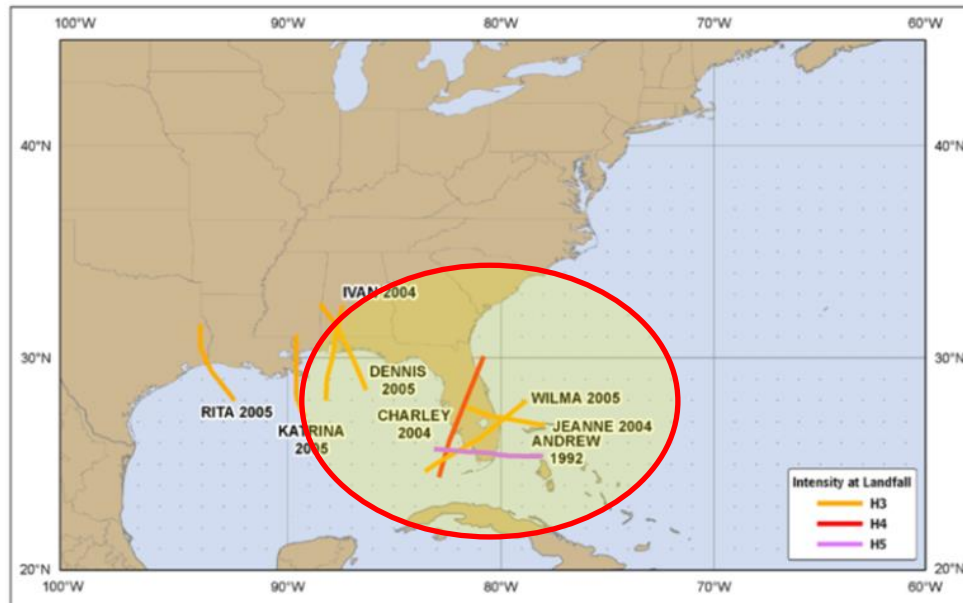 100°W 90°W 80°W 70°W 60°W
40°N 40°N
IVAN 2004
30°N 30°N
DENNIS
2005
WILMA 2005
RITA 2005
CHARLEY
2004
KATRINA
2005
JEANNE 2004
ANDREW
1992
Intensity at Landfall
H3
H4
H5
20°N 20°N
100°W 90°W 80°W 70°W 60°W